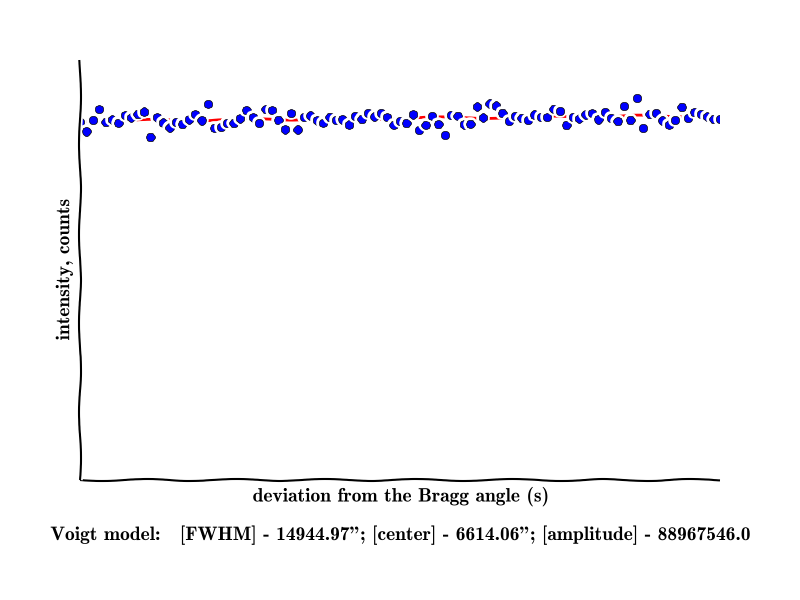 intensity, counts
deviation from the Bragg angle (s)
Voigt model: [FWHM] - 14944.97”; [center] - 6614.06”; [amplitude] - 88967546.0